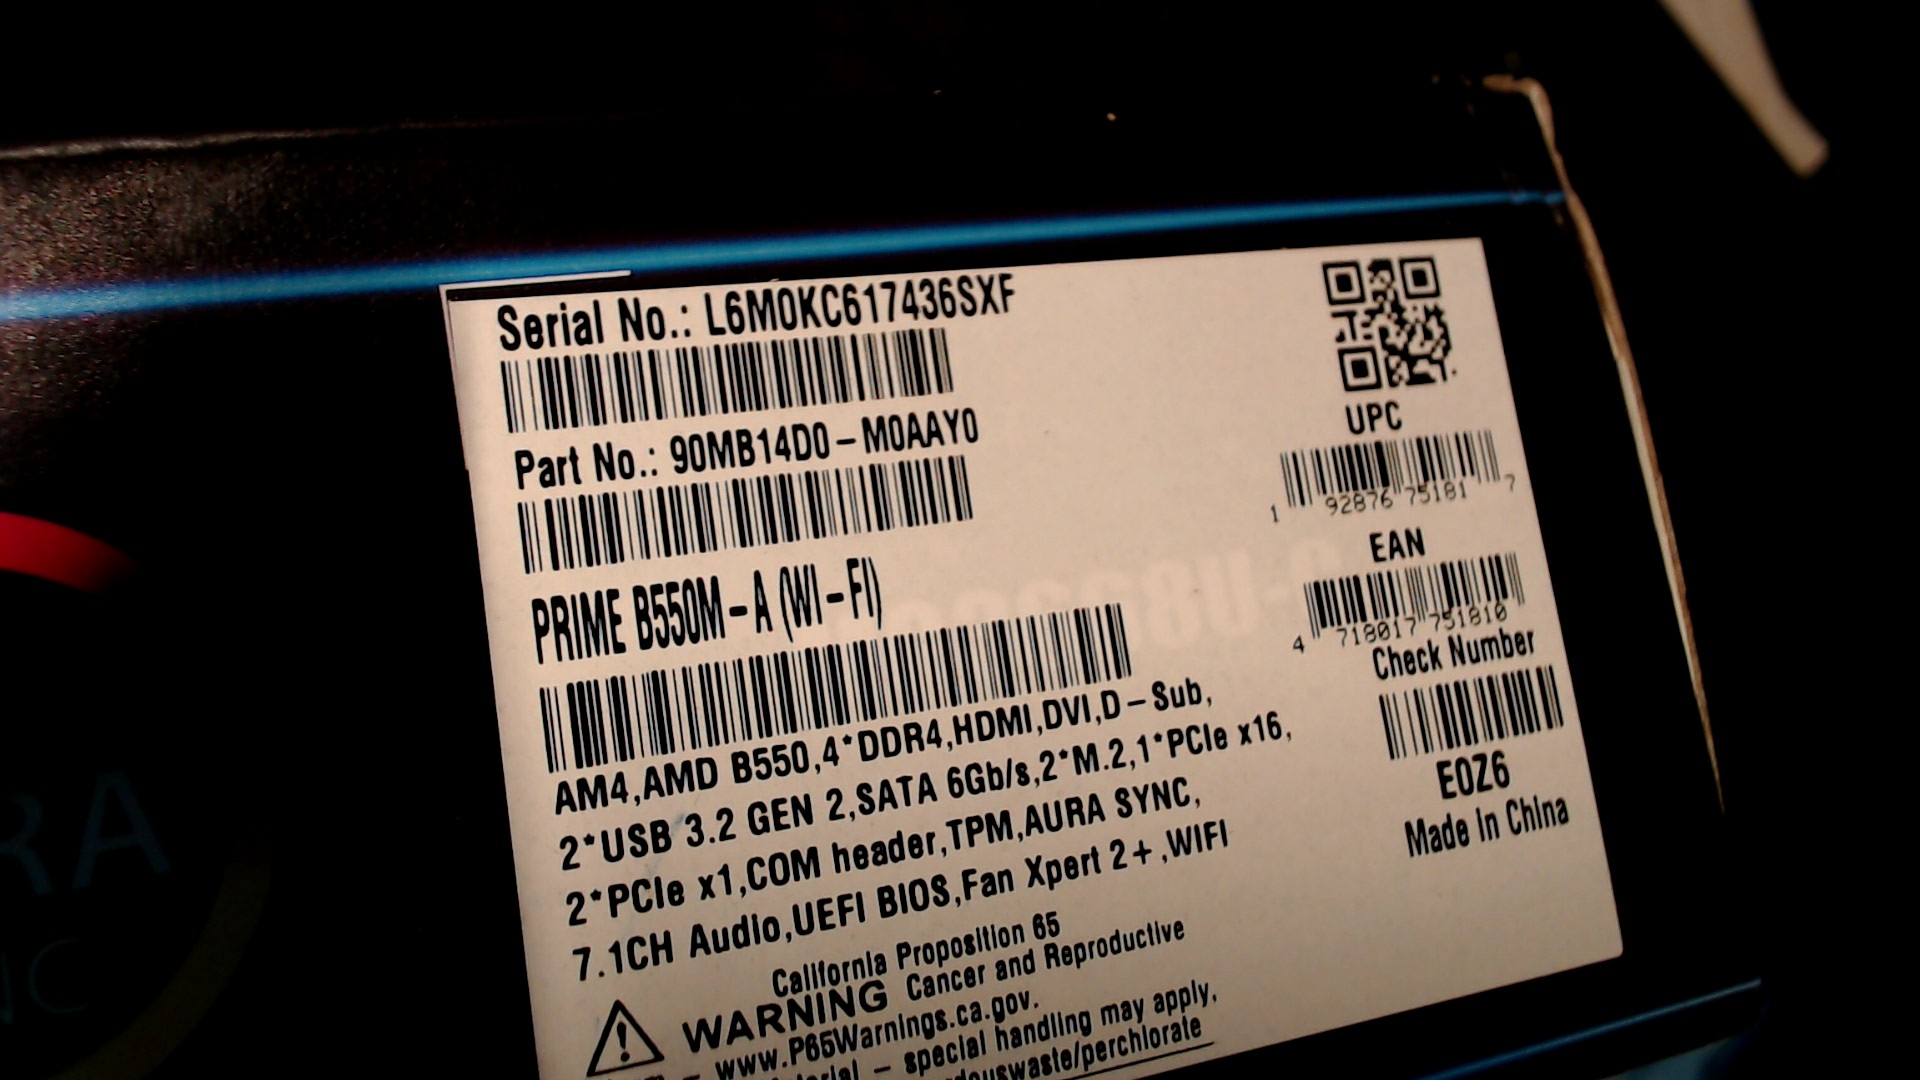 Serial No.: L6M0KC617436SXF
Part No.: 90MB14D0-M0AAY0
PRIME B550M-A (WI-FI)
AM4,AMD B550,4*DDR4,HDMI,DVI,D-Sub,
2*USB 3.2 GEN 2,SATA 6Gb/s,2*M.2,1*PCIe x16,
2*PCIe x1,COM header,TPM,AURA SYNC,
7.1CH Audio,UEFI BIOS,Fan Xpert 2+,WIFI
California Proposition 65
WARNING Cancer and Reproductive
www.P65Warnings.ca.gov.
– special handling may apply,
UPC
1 92876 75181 7
EAN
4 718017 751810
Check Number
E0Z6
Made in China
RA
NC